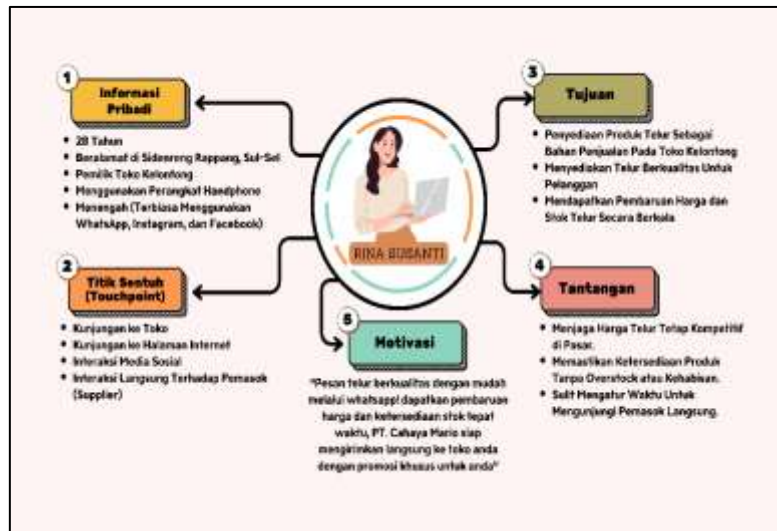 1
Informasi
Pribadi
• 28 Tahun
• Beralamat di Sidenreng Rappang, Sul-Sel
• Pemilik Toko Kelontong
• Menggunakan Perangkat Handphone
• Menengah (Terbiasa Menggunakan
WhatsApp, Instagram, dan Facebook)
2
Titik Sentuh
(Touchpoint)
• Kunjungan ke Toko
• Kunjungan ke Halaman Internet
• Interaksi Media Sosial
• Interaksi Langsung Terhadap Pemasok
(Supplier)
RINA SUSANTI
3
Tujuan
• Penyediaan Produk Telur Sebagai
Bahan Penjualan Pada Toko Kelontong
• Menyediakan Telur Berkualitas Untuk
Pelanggan
• Mendapatkan Pembaruan Harga dan
Stok Telur Secara Berkala
4
Tantangan
• Menjaga Harga Telur Tetap Kompetitif
di Pasar.
• Memastikan Ketersediaan Produk
Tanpa Overstock atau Kehabisan.
• Sulit Mengatur Waktu Untuk
Mengunjungi Pemasok Langsung.
5
Motivasi
"Pesan telur berkualitas dengan mudah
melalui whatsapp! dapatkan pembaruan
harga dan ketersediaan stok tepat
waktu, PT. Cahaya Mario siap
mengirimkan langsung ke toko anda
dengan promosi khusus untuk anda"